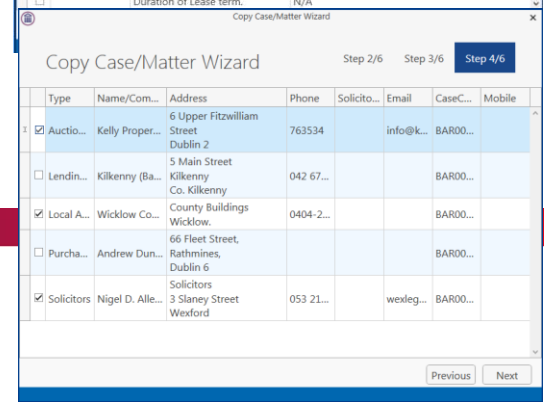 Duration of Lease term. N/A
Copy Case/Matter Wizard
Copy Case/Matter Wizard Step 2/6 Step 3/6 Step 4/6
Type Name/Com... Address Phone Solicito... Email CaseC... Mobile
6 Upper Fitzwilliam
Auctio... Kelly Proper... Street 763534 info@k... BAR00...
Dublin 2
5 Main Street
Lendin... Kilkenny (Ba... Kilkenny 042 67... BAR00...
Co. Kilkenny
Local A... Wicklow Co... County Buildings 0404-2... BAR00...
Wicklow.
66 Fleet Street,
Purcha... Andrew Dun... Rathmines, BAR00...
Dublin 6
Solicitors
Solicitors Nigel D. Alle... 3 Slaney Street 053 21... wexleg... BAR00...
Wexford
Previous Next